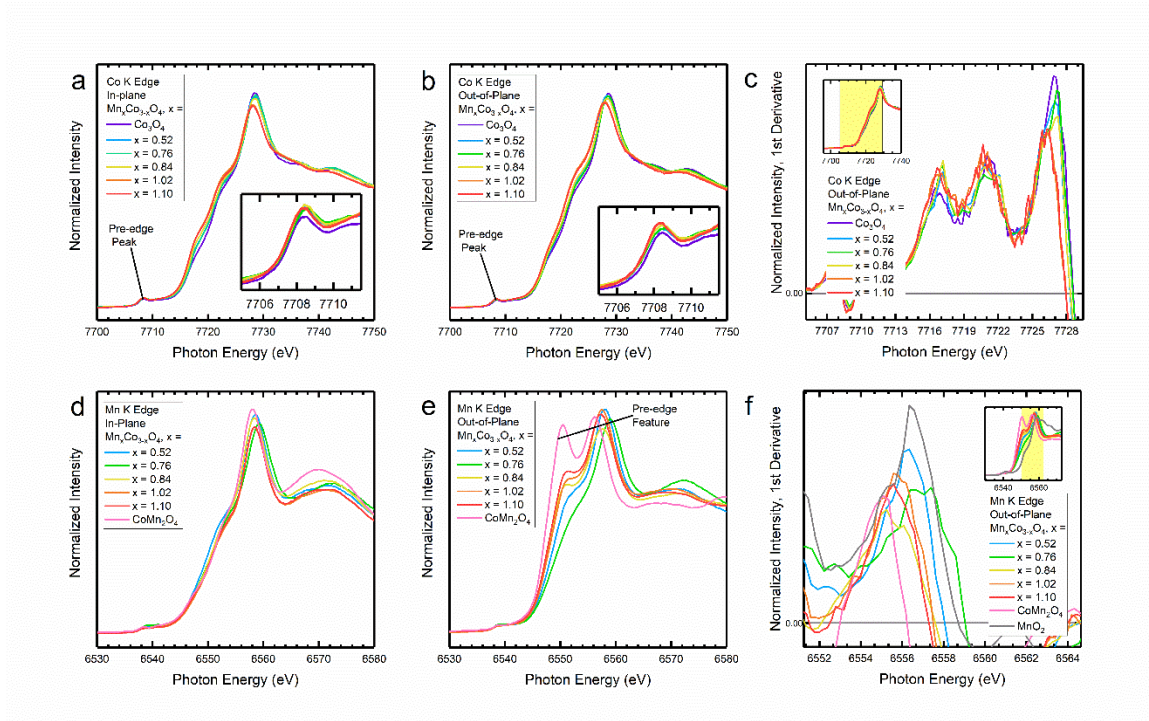 a
Co K Edge
In-plane
MnₓCo₃₋ₓO₄, x =
Co₃O₄
x = 0.52
x = 0.76
x = 0.84
x = 1.02
x = 1.10
Pre-edge
Peak
7706 7708 7710
7700 7710 7720 7730 7740 7750
Photon Energy (eV)
Normalized Intensity
b
Co K Edge
Out-of-Plane
MnₓCo₃₋ₓO₄, x =
Co₃O₄
x = 0.52
x = 0.76
x = 0.84
x = 1.02
x = 1.10
Pre-edge
Peak
7706 7708 7710
7700 7710 7720 7730 7740 7750
Photon Energy (eV)
Normalized Intensity
c
7700 7720 7740
Co K Edge
Out-of-Plane
MnₓCo₃₋ₓO₄, x =
Co₃O₄
x = 0.52
x = 0.76
x = 0.84
x = 1.02
x = 1.10
0.00
7707 7710 7713 7716 7719 7722 7725 7728
Photon Energy (eV)
Normalized Intensity, 1st Derivative
d
Mn K Edge
In-Plane
MnₓCo₃₋ₓO₄, x =
x = 0.52
x = 0.76
x = 0.84
x = 1.02
x = 1.10
CoMn₂O₄
6530 6540 6550 6560 6570 6580
Photon Energy (eV)
Normalized Intensity
e
Mn K Edge
Out-of-Plane
MnₓCo₃₋ₓO₄, x =
x = 0.52
x = 0.76
x = 0.84
x = 1.02
x = 1.10
CoMn₂O₄
Pre-edge
Feature
6530 6540 6550 6560 6570 6580
Photon Energy (eV)
Normalized Intensity
f
6540 6560
Mn K Edge
Out-of-Plane
MnₓCo₃₋ₓO₄, x =
x = 0.52
x = 0.76
x = 0.84
x = 1.02
x = 1.10
CoMn₂O₄
MnO₂
0.00
6552 6554 6556 6558 6560 6562 6564
Photon Energy (eV)
Normalized Intensity, 1st Derivative